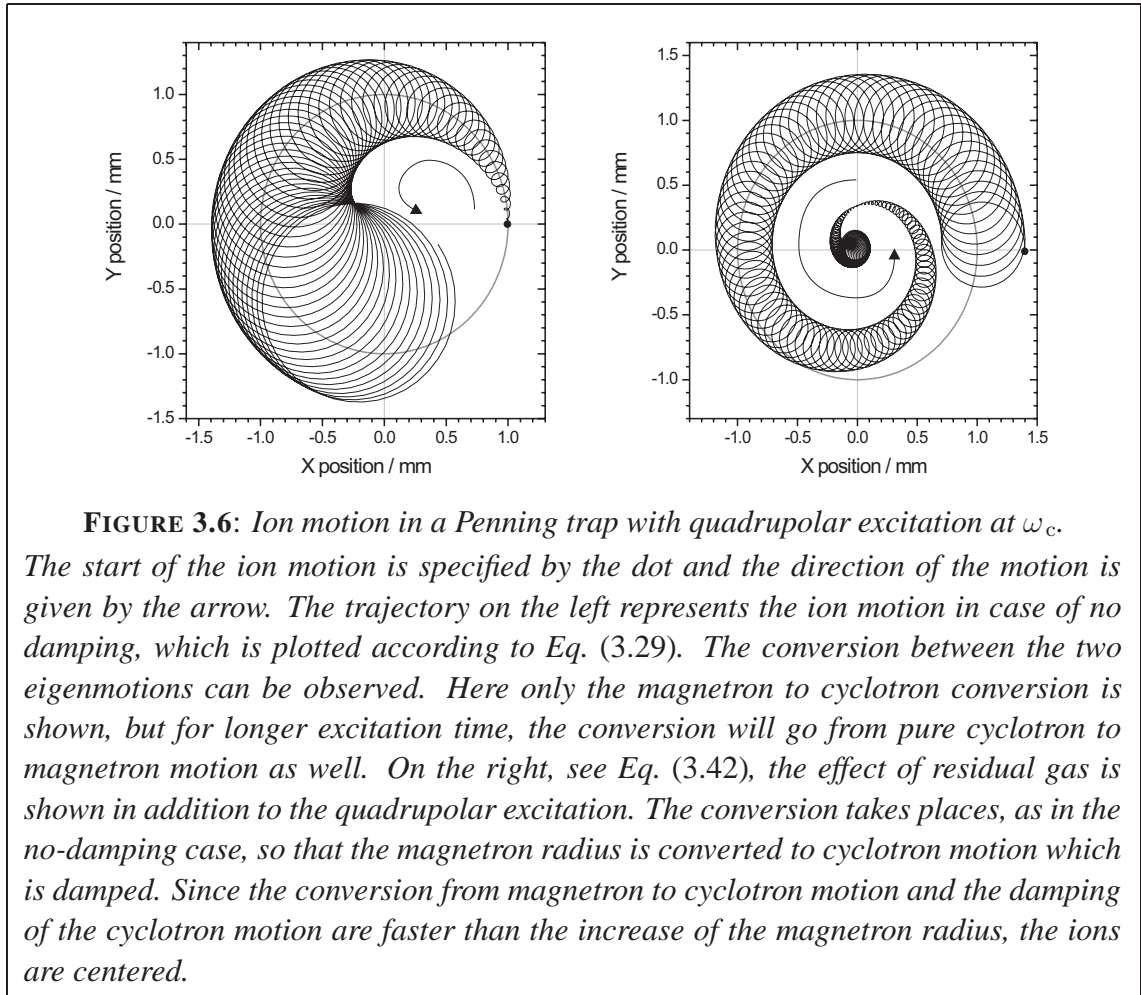 1.0
0.5
0.0
-0.5
-1.0
-1.5
Y position / mm
-1.5 -1.0 -0.5 0.0 0.5 1.0
X position / mm
1.5
1.0
0.5
0.0
-0.5
-1.0
Y position / mm
-1.0 -0.5 0.0 0.5 1.0 1.5
X position / mm
FIGURE 3.6: Ion motion in a Penning trap with quadrupolar excitation at ωc.
The start of the ion motion is specified by the dot and the direction of the motion is
given by the arrow. The trajectory on the left represents the ion motion in case of no
damping, which is plotted according to Eq. (3.29). The conversion between the two
eigenmotions can be observed. Here only the magnetron to cyclotron conversion is
shown, but for longer excitation time, the conversion will go from pure cyclotron to
magnetron motion as well. On the right, see Eq. (3.42), the effect of residual gas is
shown in addition to the quadrupolar excitation. The conversion takes places, as in the
no-damping case, so that the magnetron radius is converted to cyclotron motion which
is damped. Since the conversion from magnetron to cyclotron motion and the damping
of the cyclotron motion are faster than the increase of the magnetron radius, the ions
are centered.